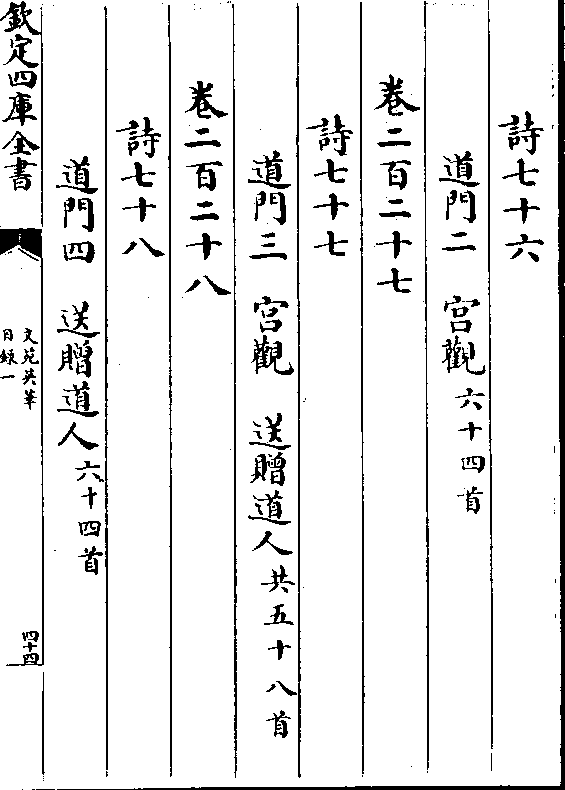 詩七十六
道門二　宮觀六十四首
卷二百二十七
詩七十七
道門三　宮觀　送贈道人共五十八首
卷二百二十八
詩七十八
道門四　送贈道人六十四首
欽定四庫全書
文苑英華
目録一
四十四